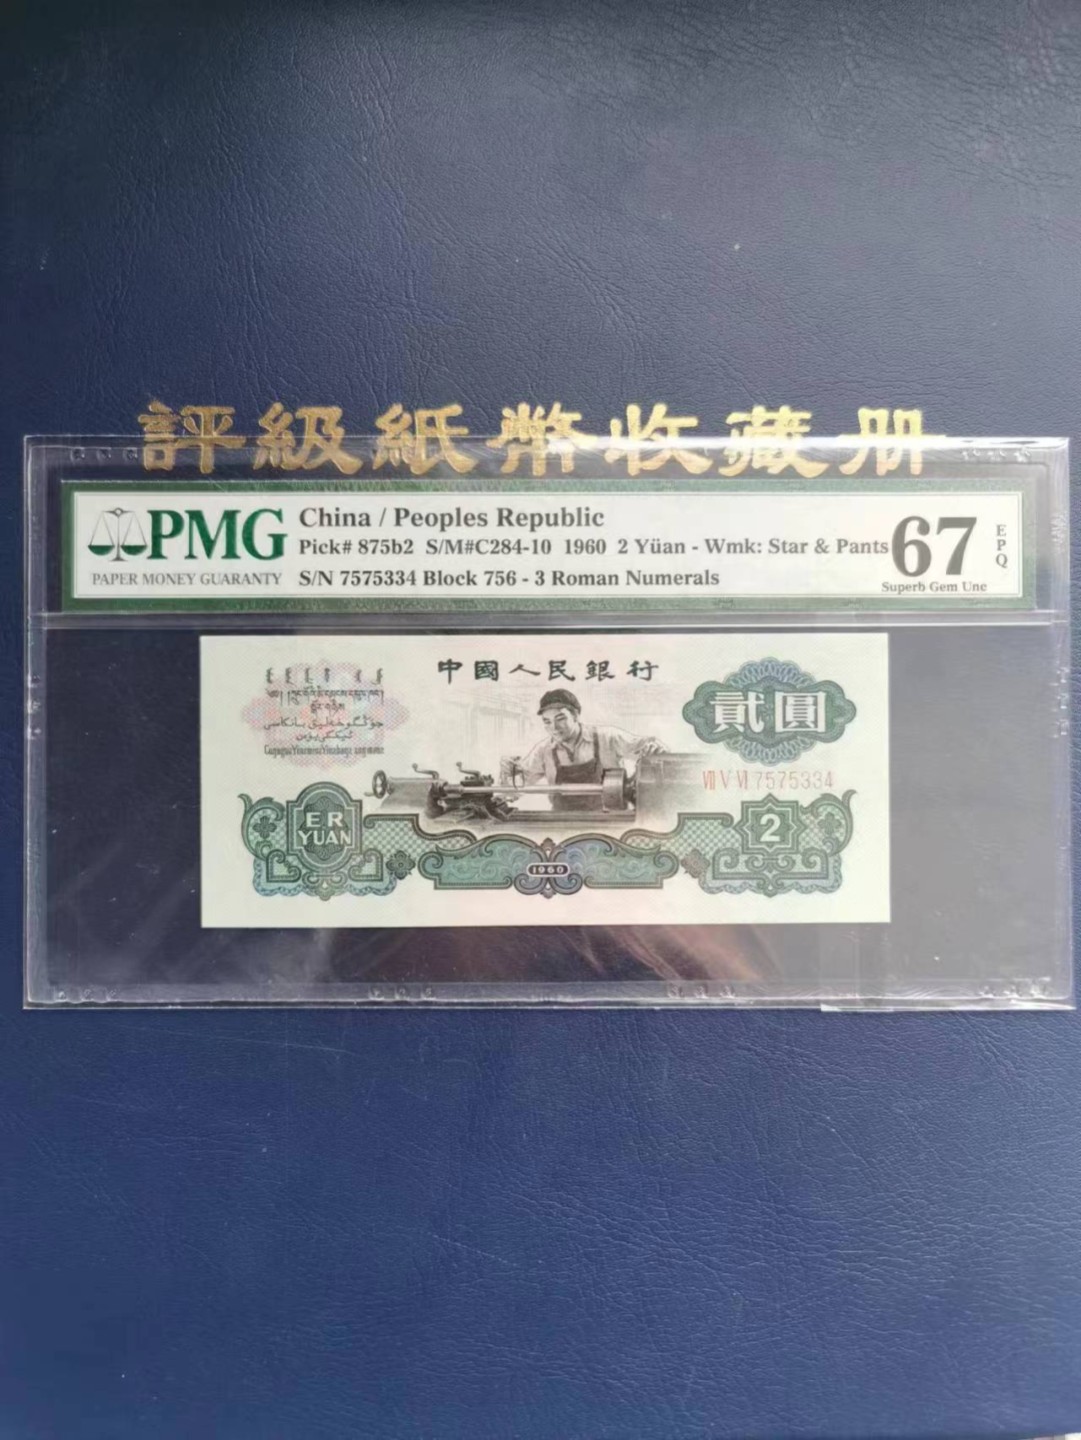 評級紙幣收藏册
PMG
PAPER MONEY GUARANTY
China / Peoples Republic
Pick# 875b2 S/M#C284-10 1960 2 Yüan - Wmk: Star & Pants
S/N 7575334 Block 756 - 3 Roman Numerals
67
EPQ
Superb Gem Unc
中國人民銀行
貳圓
VII V VI 7575334
ER
YUAN
2
1960